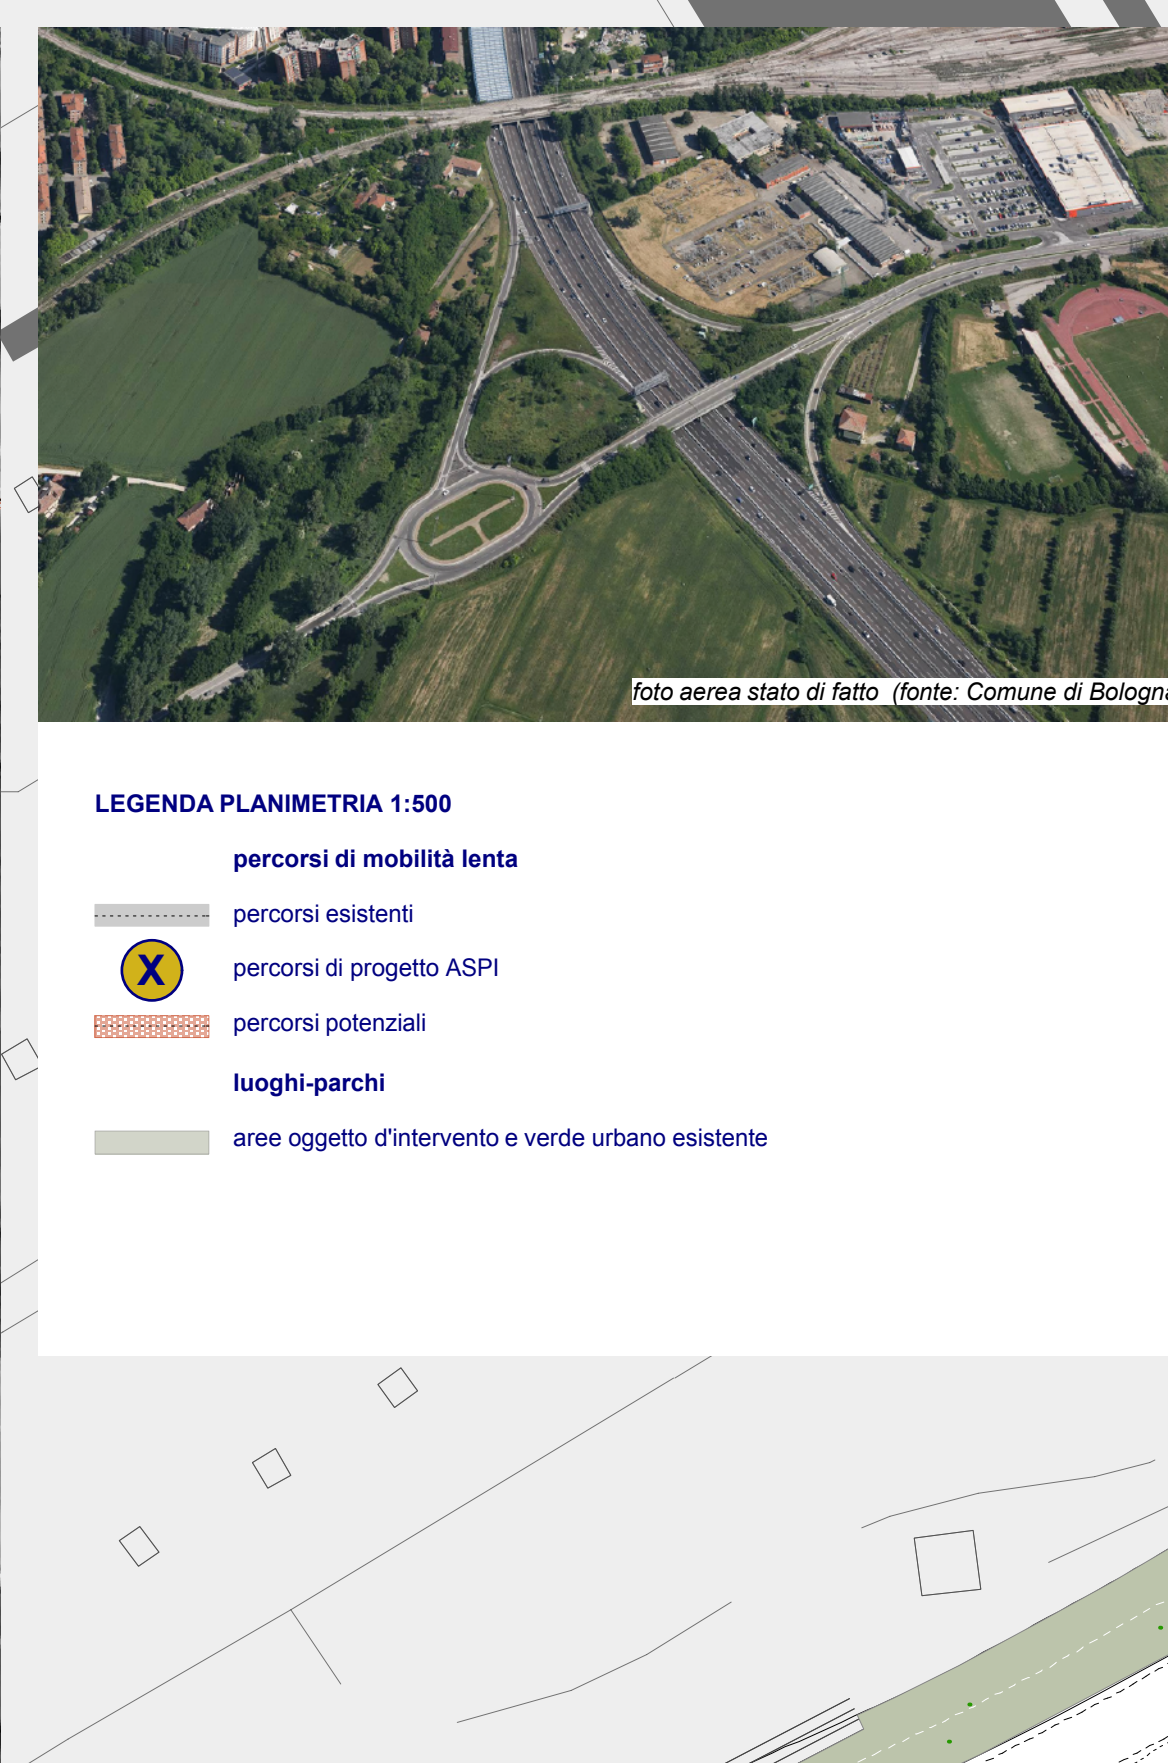 foto aerea stato di fatto (fonte: Comune di Bologna
LEGENDA PLANIMETRIA 1:500
percorsi di mobilità lenta
percorsi esistenti
X
percorsi di progetto ASPI
percorsi potenziali
luoghi-parchi
aree oggetto d'intervento e verde urbano esistente